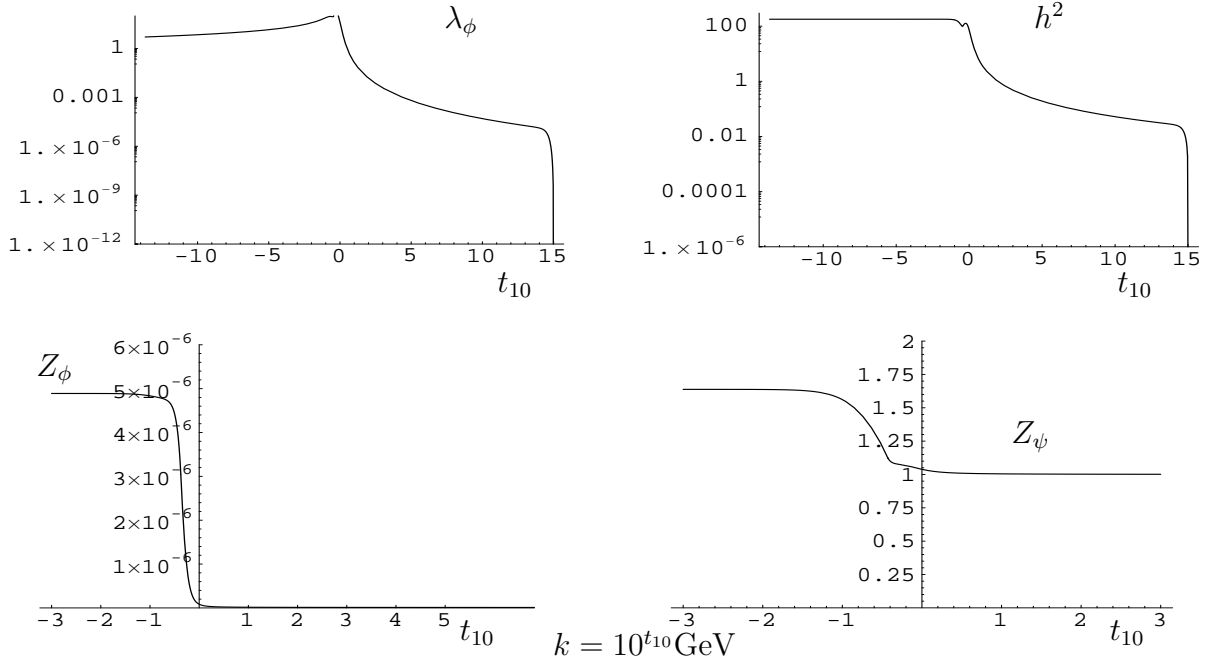 λ_ϕ
1
0.001
1.×10^-6
1.×10^-9
1.×10^-12
-10 -5 0 5 10 15
t_10
h^2
100
1
0.01
0.0001
1.×10^-6
-10 -5 0 5 10 15
t_10
Z_ϕ
6×10^-6
5×10^-6
4×10^-6
3×10^-6
2×10^-6
1×10^-6
-3 -2 -1 1 2 3 4 5
t_10
Z_ψ
2
1.75
1.5
1.25
1
0.75
0.5
0.25
-3 -2 -1 1 2 3
t_10
k = 10^{t_10}GeV